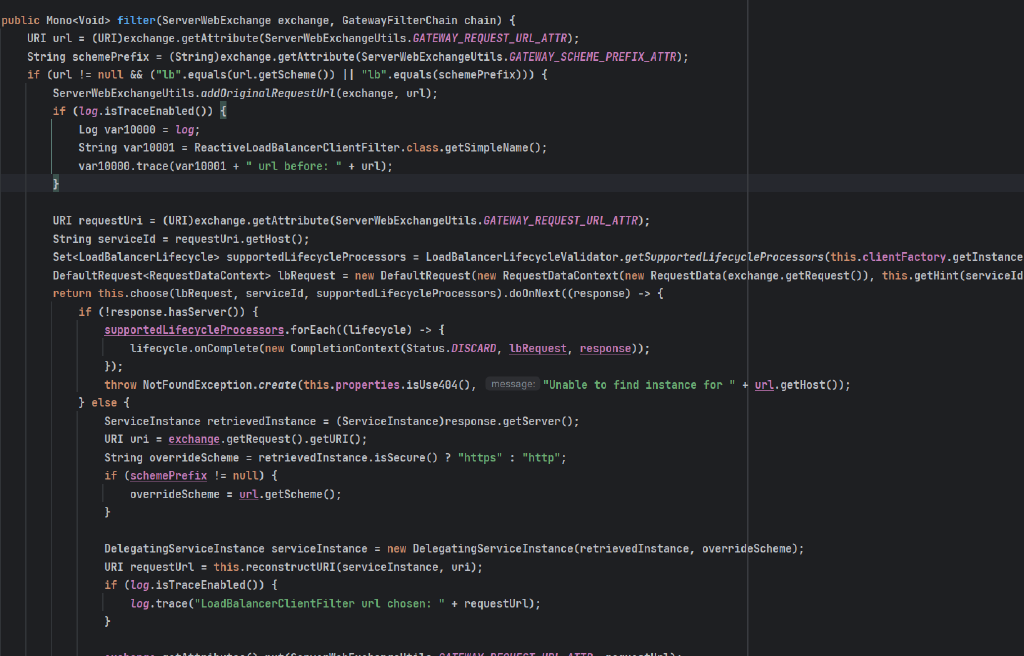 public Mono<Void> filter(ServerWebExchange exchange, GatewayFilterChain chain) {
URI url = (URI)exchange.getAttribute(ServerWebExchangeUtils.GATEWAY_REQUEST_URL_ATTR);
String schemePrefix = (String)exchange.getAttribute(ServerWebExchangeUtils.GATEWAY_SCHEME_PREFIX_ATTR);
if (url != null && ("lb".equals(url.getScheme()) || "lb".equals(schemePrefix))) {
ServerWebExchangeUtils.addOriginalRequestUrl(exchange, url);
if (log.isTraceEnabled()) {
Log var10000 = log;
String var10001 = ReactiveLoadBalancerClientFilter.class.getSimpleName();
var10000.trace(var10001 + " url before: " + url);
}
URI requestUri = (URI)exchange.getAttribute(ServerWebExchangeUtils.GATEWAY_REQUEST_URL_ATTR);
String serviceId = requestUri.getHost();
Set<LoadBalancerLifecycle> supportedLifecycleProcessors = LoadBalancerLifecycleValidator.getSupportedLifecycleProcessors(this.clientFactory.getInstance
DefaultRequest<RequestDataContext> lbRequest = new DefaultRequest(new RequestDataContext(new RequestData(exchange.getRequest()), this.getHint(serviceId
return this.choose(lbRequest, serviceId, supportedLifecycleProcessors).doOnNext((response) -> {
if (!response.hasServer()) {
supportedLifecycleProcessors.forEach((lifecycle) -> {
lifecycle.onComplete(new CompletionContext(Status.DISCARD, lbRequest, response));
});
throw NotFoundException.create(this.properties.isUse404(), message: "Unable to find instance for " + url.getHost());
} else {
ServiceInstance retrievedInstance = (ServiceInstance)response.getServer();
URI uri = exchange.getRequest().getURI();
String overrideScheme = retrievedInstance.isSecure() ? "https" : "http";
if (schemePrefix != null) {
overrideScheme = url.getScheme();
}
DelegatingServiceInstance serviceInstance = new DelegatingServiceInstance(retrievedInstance, overrideScheme);
URI requestUrl = this.reconstructURI(serviceInstance, uri);
if (log.isTraceEnabled()) {
log.trace("LoadBalancerClientFilter url chosen: " + requestUrl);
}